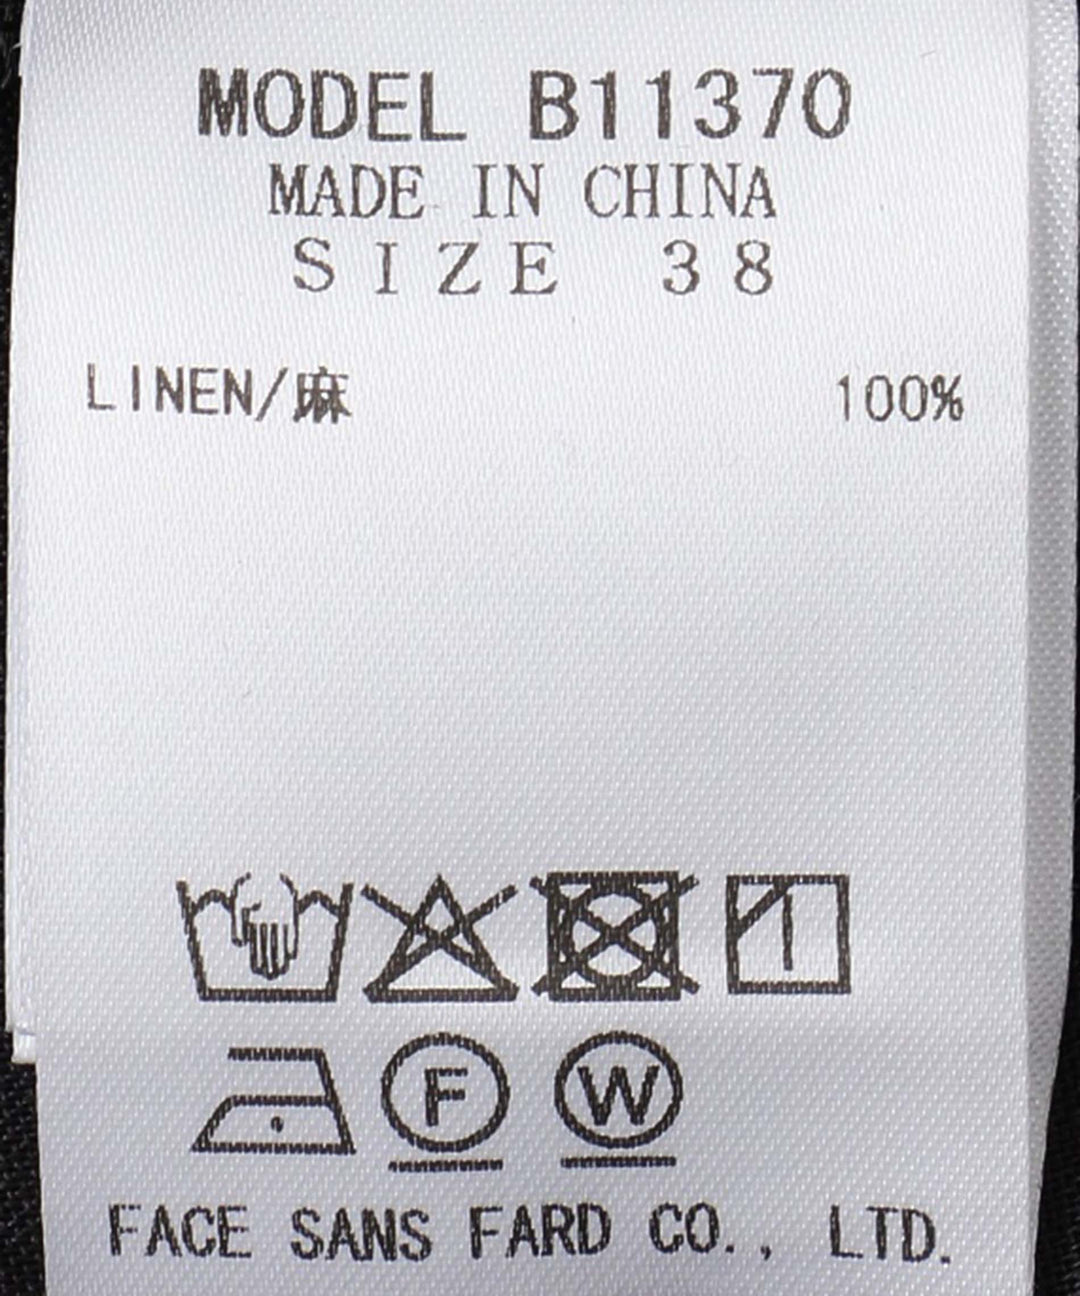 MODEL B11370
MADE IN CHINA
SIZE 38
LINEN/麻 100%
F W
FACE SANS FARD CO., LTD.